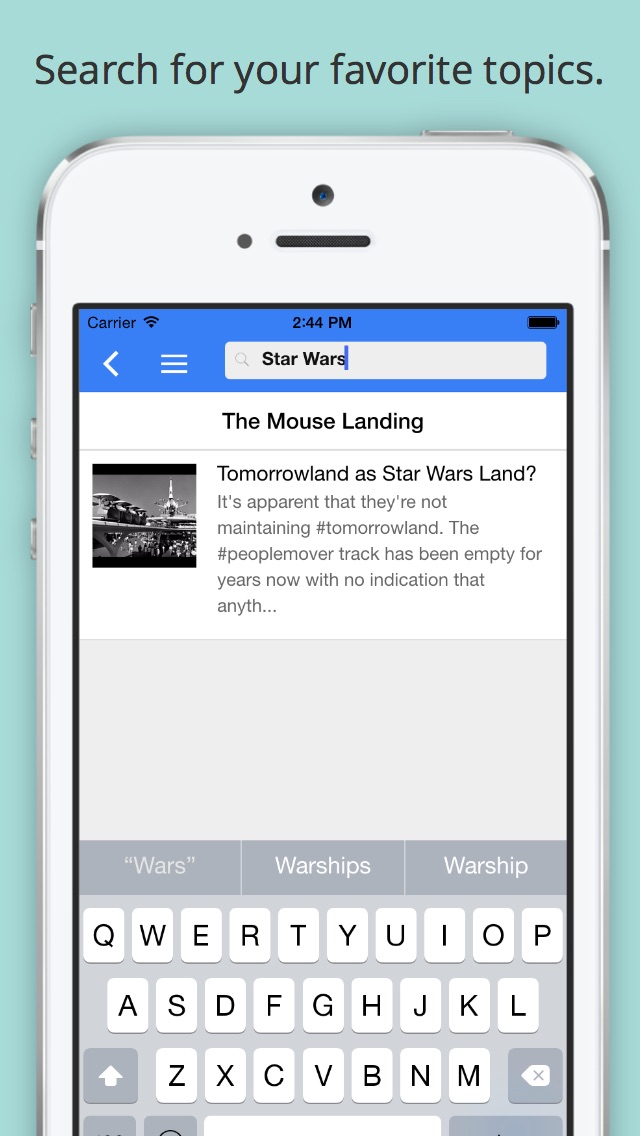 Search for your favorite topics.
Carrier 2:44 PM
Star Wars
The Mouse Landing
Tomorrowland as Star Wars Land?
It's apparent that they're not
maintaining #tomorrowland. The
#peoplemover track has been empty for
years now with no indication that
anyth...
“Wars” Warships Warship
Q W E R T Y U I O P
A S D F G H J K L
Z X C V B N M